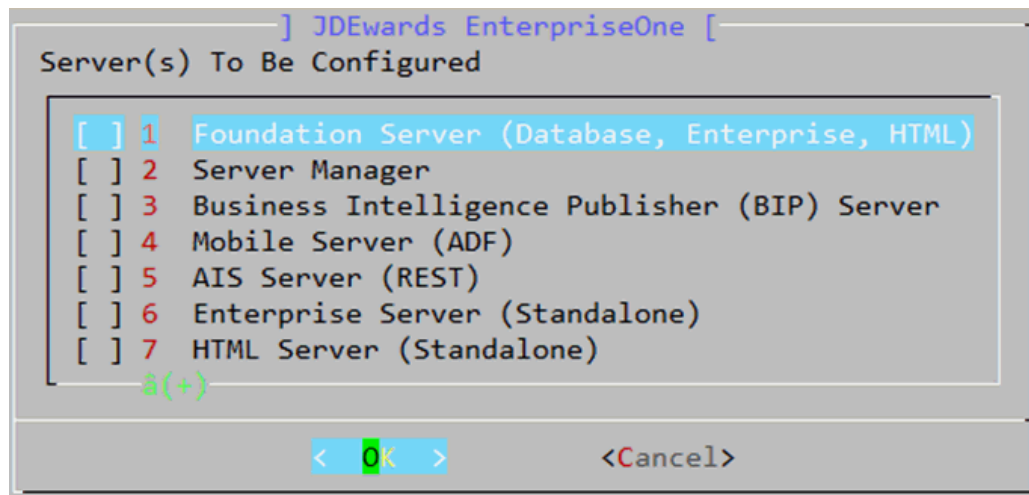 ] JDEwards EnterpriseOne [
Server(s) To Be Configured
[ ] 1 Foundation Server (Database, Enterprise, HTML)
[ ] 2 Server Manager
[ ] 3 Business Intelligence Publisher (BIP) Server
[ ] 4 Mobile Server (ADF)
[ ] 5 AIS Server (REST)
[ ] 6 Enterprise Server (Standalone)
[ ] 7 HTML Server (Standalone)
â(+)
< OK > <Cancel>